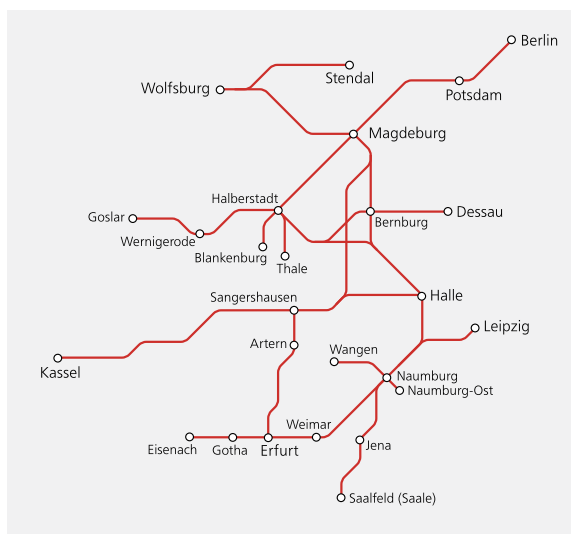 Berlin
Stendal
Wolfsburg
Potsdam
Magdeburg
Halberstadt
Goslar
Dessau
Bernburg
Wernigerode
Blankenburg
Thale
Sangershausen
Halle
Leipzig
Artern
Wangen
Kassel
Naumburg
Naumburg-Ost
Weimar
Eisenach
Gotha
Erfurt
Jena
Saalfeld (Saale)